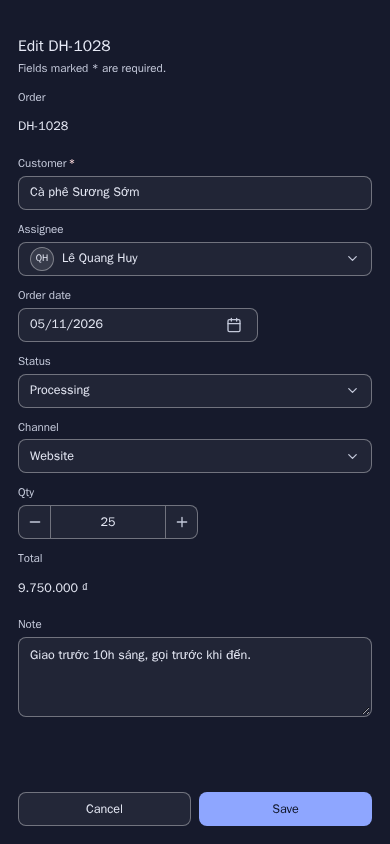 Edit DH-1028
Fields marked * are required.
Order
DH-1028
Customer *
Cà phê Sương Sớm
Assignee
QH Lê Quang Huy
Order date
05/11/2026
Status
Processing
Channel
Website
Qty
25
Total
9.750.000 ₫
Note
Giao trước 10h sáng, gọi trước khi đến.
Cancel
Save